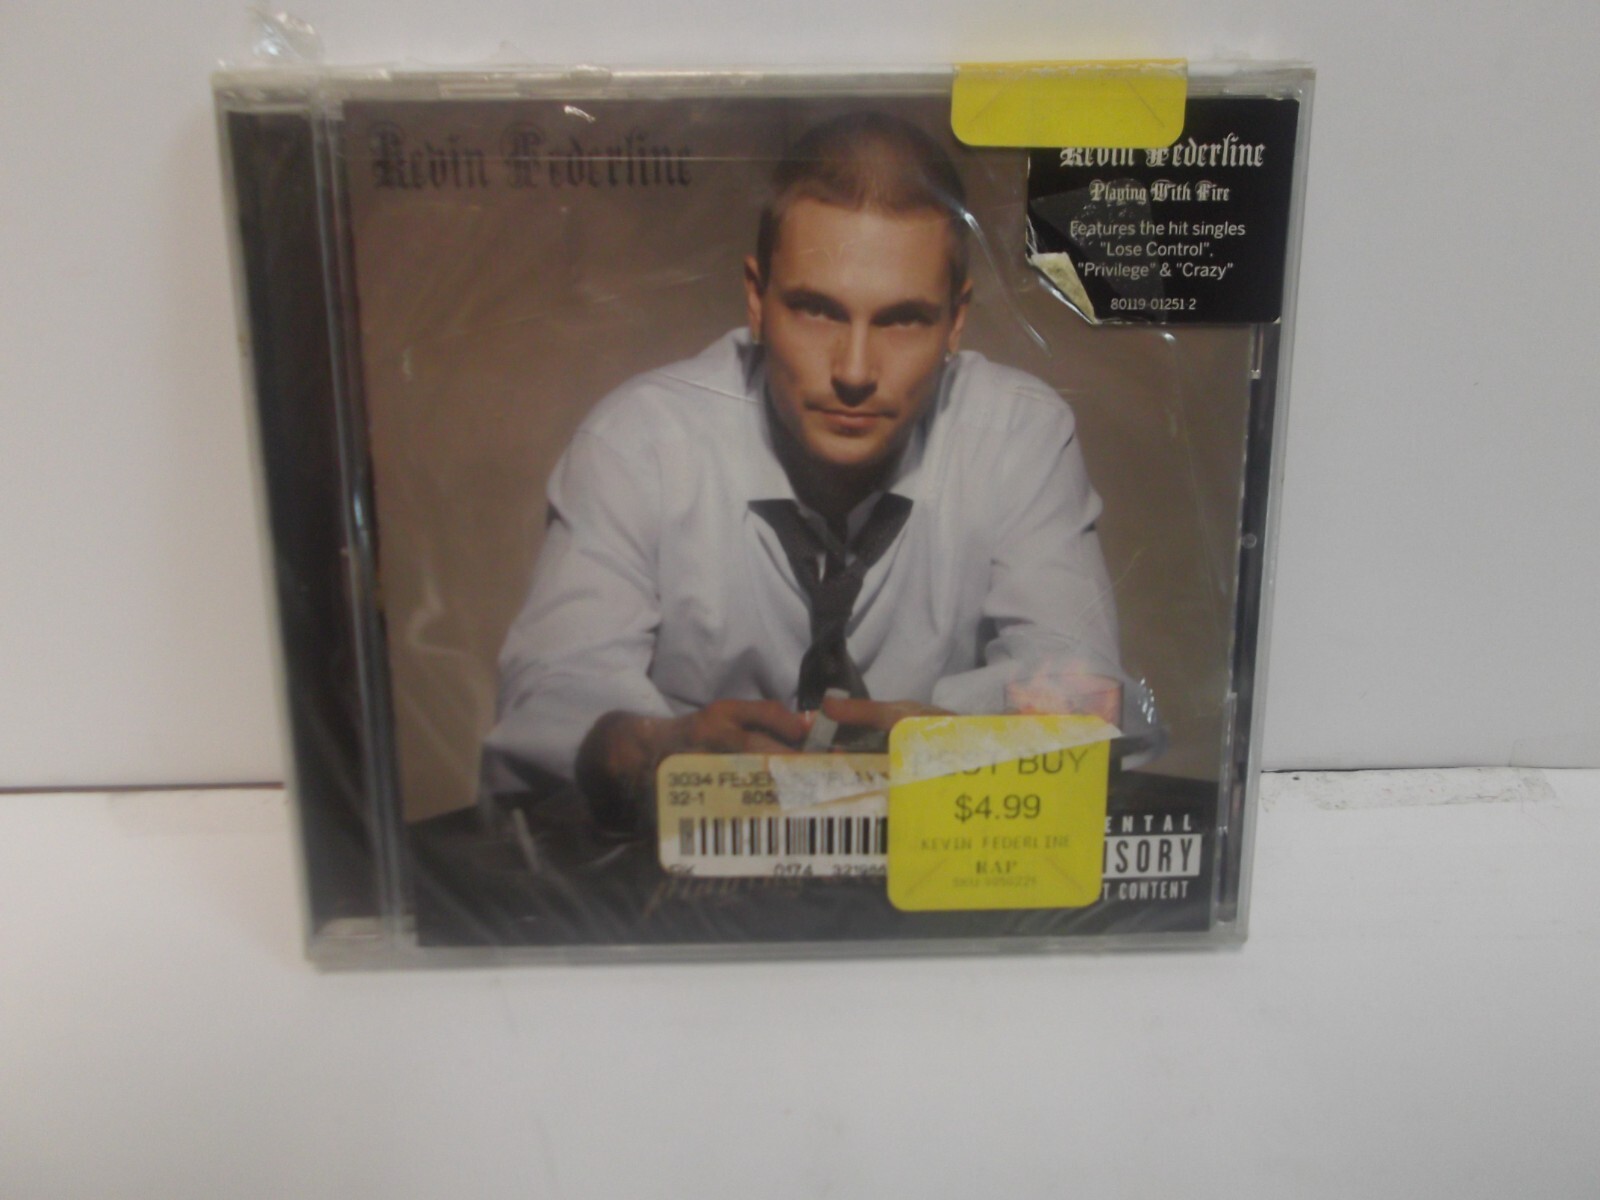 Kevin Federline
Kevin Federline
Playing With Fire
Features the hit singles
"Lose Control",
"Privilege" & "Crazy"
80119-01251 2
3034
32-1
0174
BUY
$4.99
KEVIN FEDERLINE
RAP
ENTAL
ISORY
T CONTENT